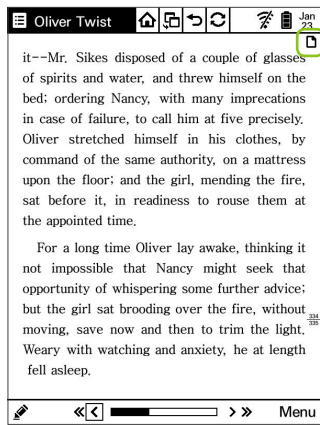 Oliver Twist
Jan
23
it--Mr. Sikes disposed of a couple of glasses
of spirits and water, and threw himself on the
bed; ordering Nancy, with many imprecations
in case of failure, to call him at five precisely.
Oliver stretched himself in his clothes, by
command of the same authority, on a mattress
upon the floor; and the girl, mending the fire,
sat before it, in readiness to rouse them at
the appointed time.
For a long time Oliver lay awake, thinking it
not impossible that Nancy might seek that
opportunity of whispering some further advice;
but the girl sat brooding over the fire, without
moving, save now and then to trim the light.
Weary with watching and anxiety, he at length
fell asleep.
334
335
Menu